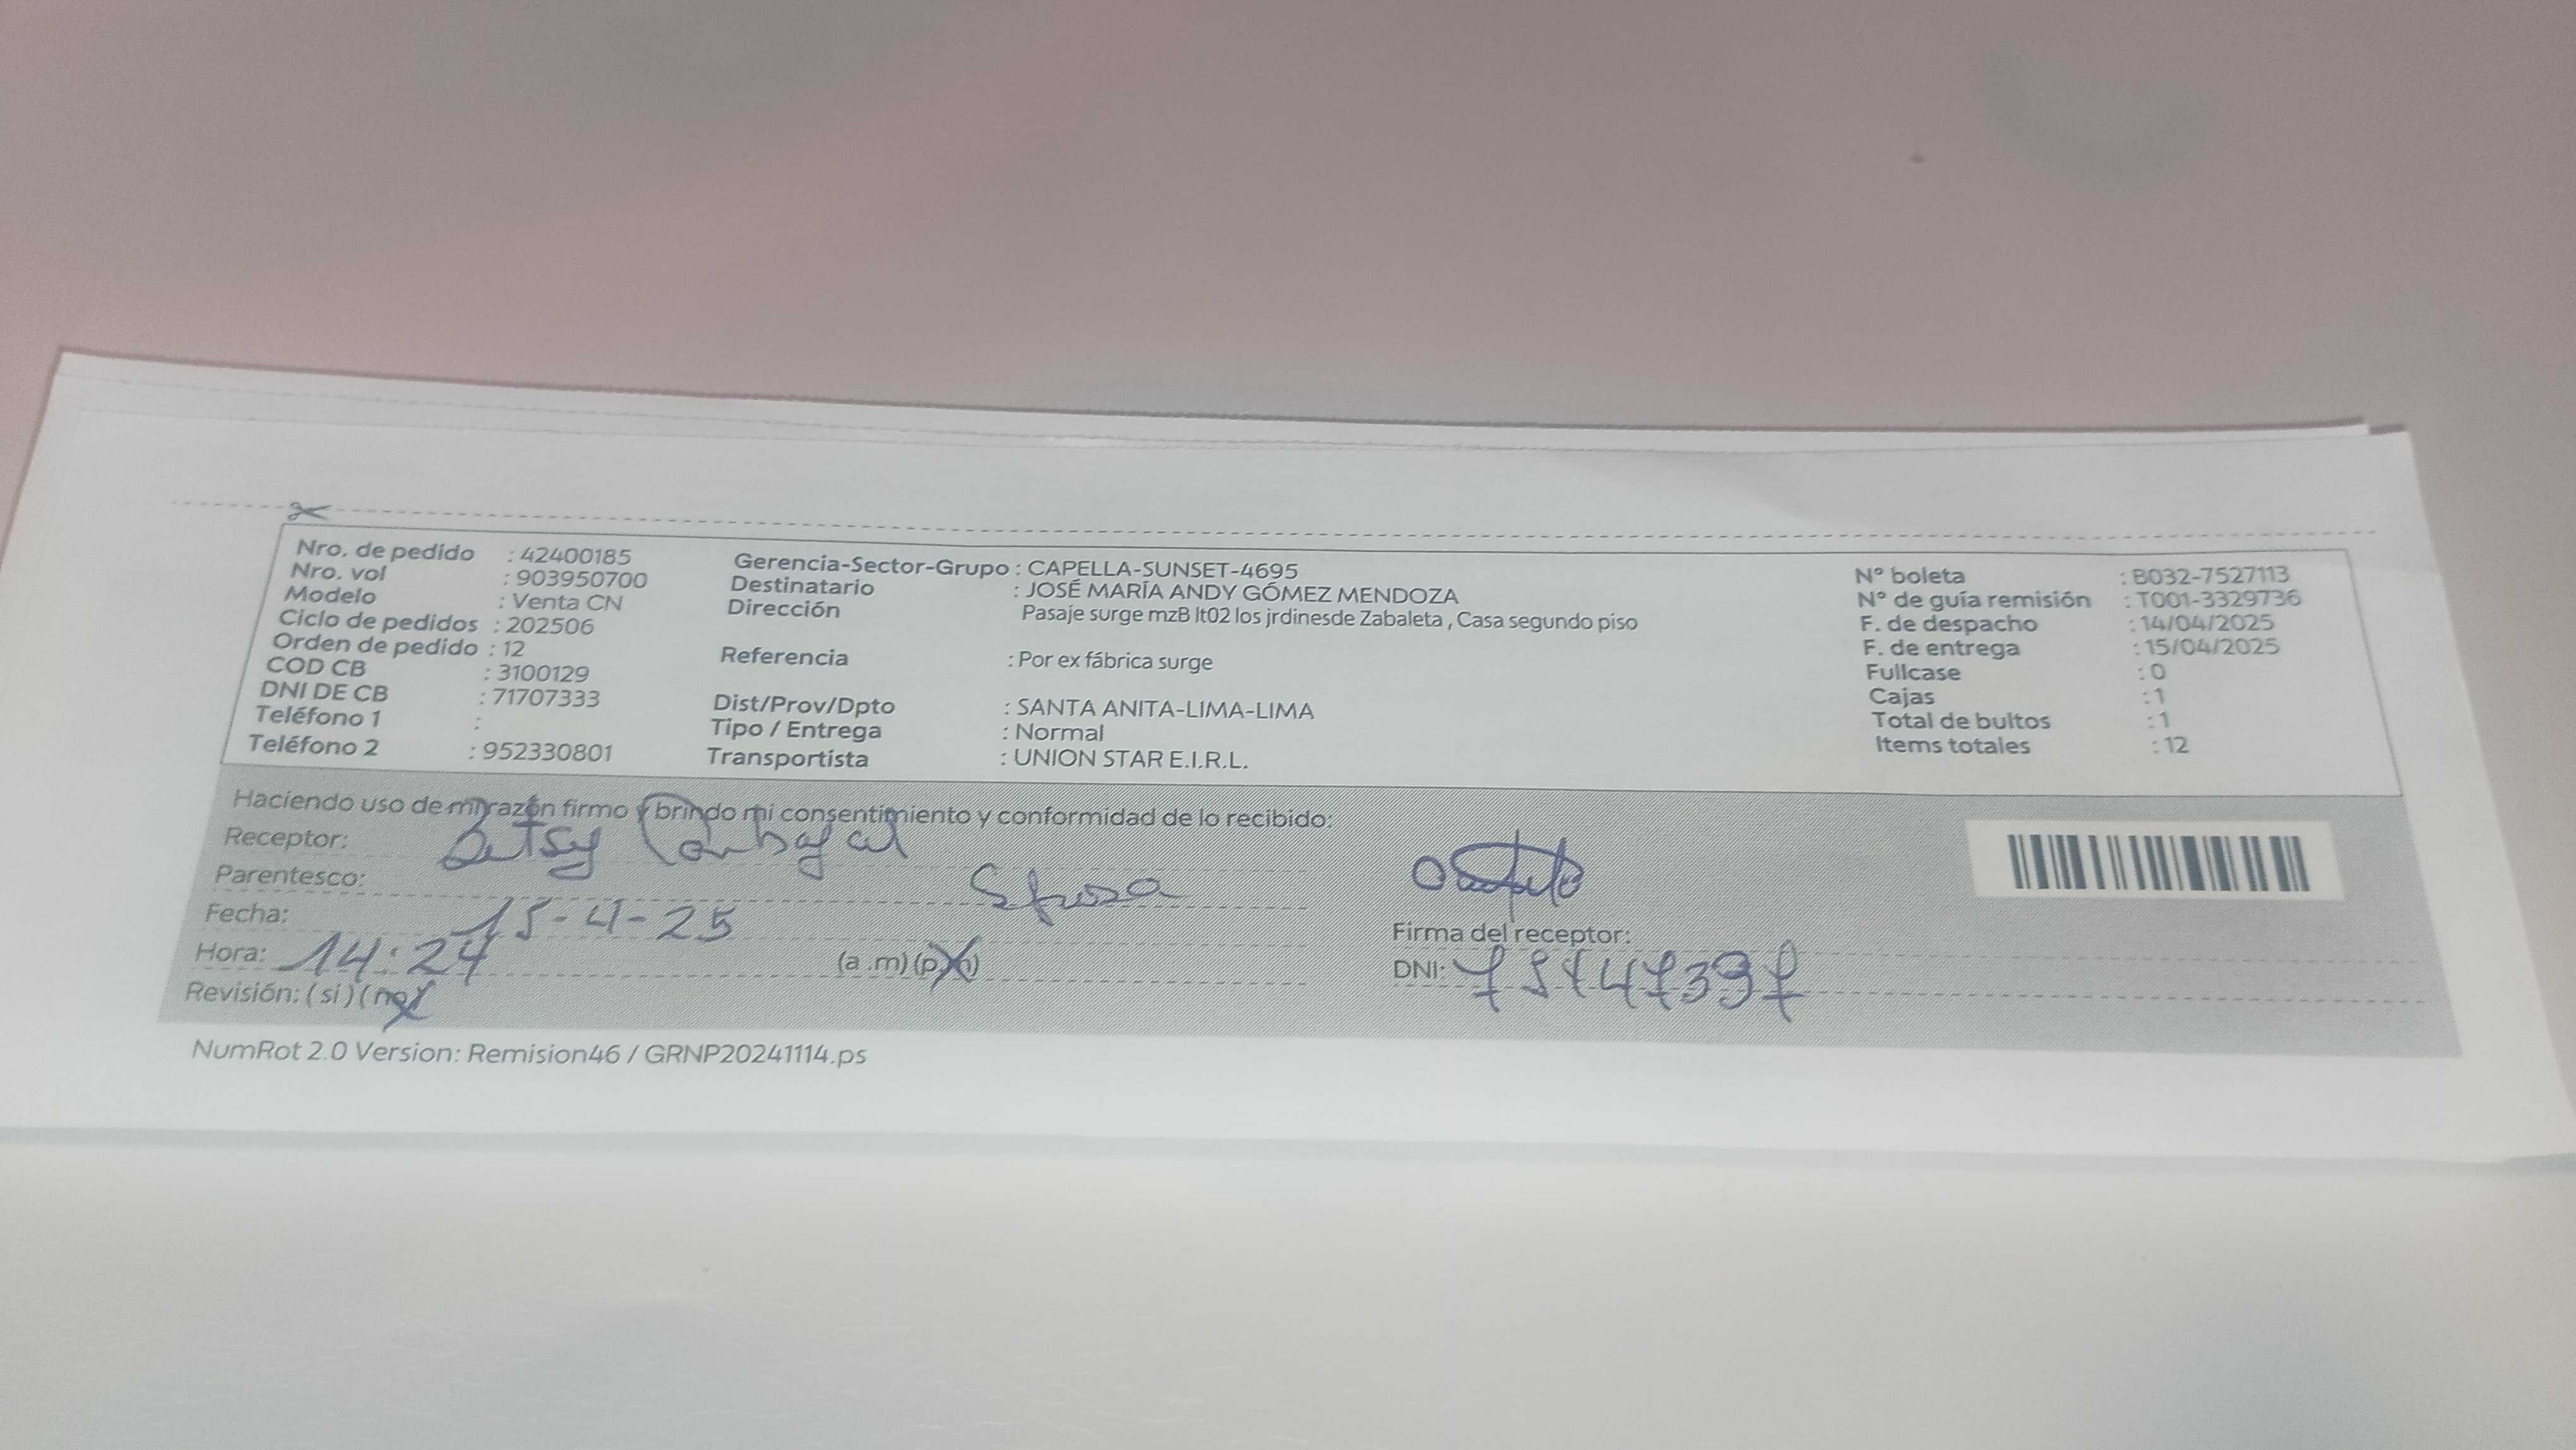 Nro. de pedido : 42400185
Nro. vol : 903950700
Modelo : Venta CN
Ciclo de pedidos : 202506
Orden de pedido : 12
COD CB : 3100129
DNI DE CB : 71707333
Teléfono 1 :
Teléfono 2 : 952330801
Gerencia-Sector-Grupo : CAPELLA-SUNSET-4695
Destinatario : JOSÉ MARÍA ANDY GÓMEZ MENDOZA
Dirección Pasaje surge mzB lt02 los jrdinesde Zabaleta , Casa segundo piso
Referencia : Por ex fábrica surge
Dist/Prov/Dpto : SANTA ANITA-LIMA-LIMA
Tipo / Entrega : Normal
Transportista : UNION STAR E.I.R.L.
N° boleta : B032-7527113
N° de guía remisión : T001-3329736
F. de despacho : 14/04/2025
F. de entrega : 15/04/2025
Fullcase : 0
Cajas : 1
Total de bultos : 1
Items totales : 12
Haciendo uso de mi razón firmo y brindo mi consentimiento y conformidad de lo recibido:
Receptor: Betsy Carbajal
Parentesco: Esposa
Fecha: 15-4-25
Hora: 14:24 (a .m) (p.m)
Revisión: ( si ) ( no )
Firma del receptor:
DNI:
NumRot 2.0 Version: Remision46 / GRNP20241114.ps